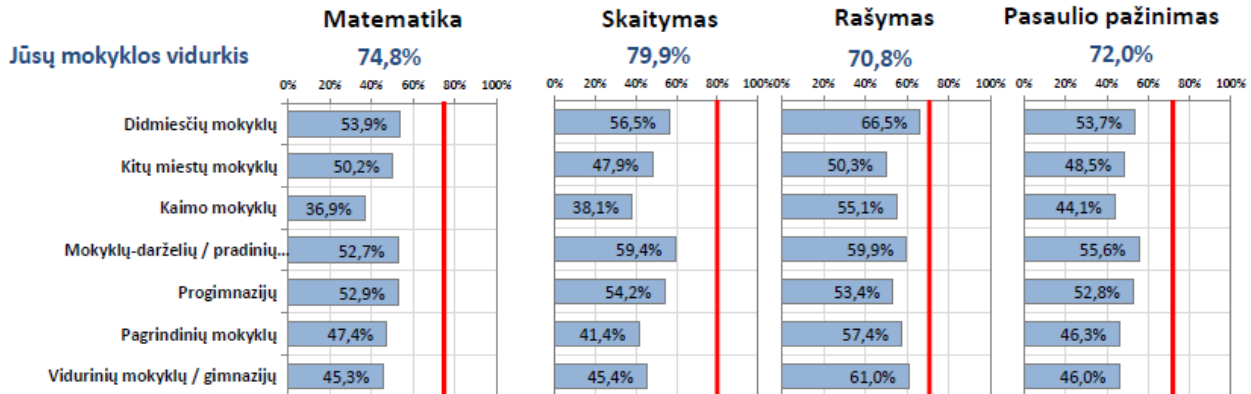 Matematika Skaitymas Rašymas Pasaulio pažinimas
Jūsų mokyklos vidurkis 74,8% 79,9% 70,8% 72,0%
0% 20% 40% 60% 80% 100% 0% 20% 40% 60% 80% 100% 0% 20% 40% 60% 80% 100% 0% 20% 40% 60% 80% 100%
Didmiesčių mokyklų 53,9% 56,5% 66,5% 53,7%
Kitų miestų mokyklų 50,2% 47,9% 50,3% 48,5%
Kaimo mokyklų 36,9% 38,1% 55,1% 44,1%
Mokyklų-darželių / pradinių... 52,7% 59,4% 59,9% 55,6%
Progimnazijų 52,9% 54,2% 53,4% 52,8%
Pagrindinių mokyklų 47,4% 41,4% 57,4% 46,3%
Vidurinių mokyklų / gimnazijų 45,3% 45,4% 61,0% 46,0%